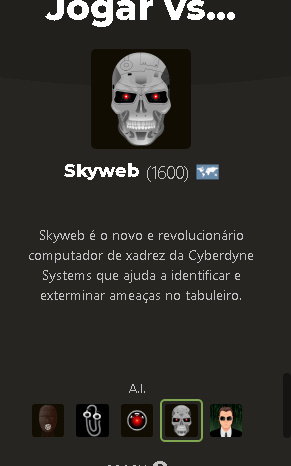 Jogar vs...
Skyweb (1600)
Skyweb é o novo e revolucionário
computador de xadrez da Cyberdyne
Systems que ajuda a identificar e
exterminar ameaças no tabuleiro.
A.I.